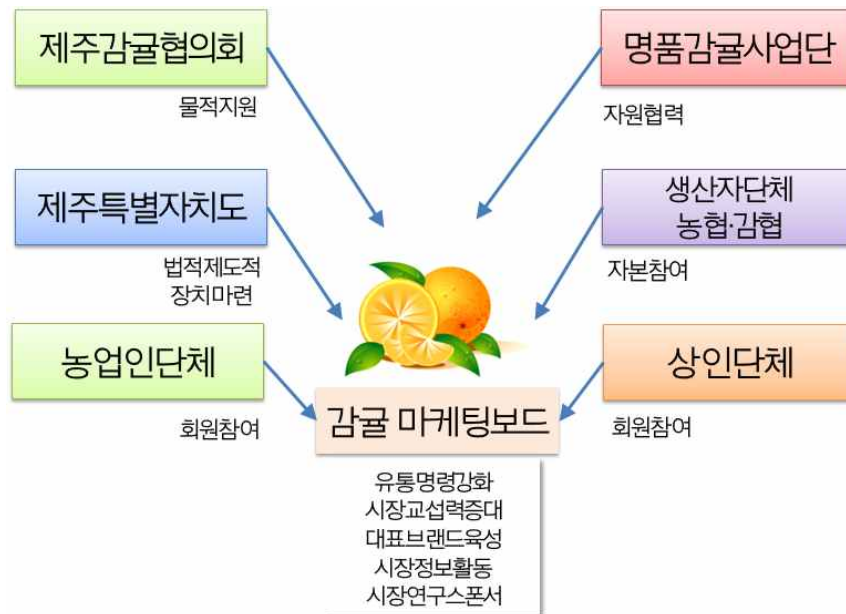 제주감귤협의회
물적지원
명품감귤사업단
자원협력
제주특별자치도
법적제도적
장치마련
생산자단체
농협·감협
자본참여
농업인단체
회원참여
상인단체
회원참여
감귤 마케팅보드
유통명령강화
시장교섭력증대
대표브랜드육성
시장정보활동
시장연구스폰서